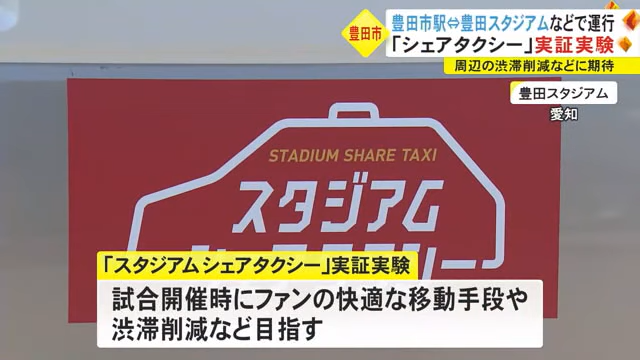 豊田市
豊田市駅⇔豊田スタジアムなどで運行
「シェアタクシー」実証実験
周辺の渋滞削減などに期待
豊田スタジアム
愛知
STADIUM SHARE TAXI
スタジアム
「スタジアムシェアタクシー」実証実験
試合開催時にファンの快適な移動手段や
渋滞削減など目指す